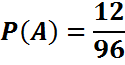 P(A) = 12/96